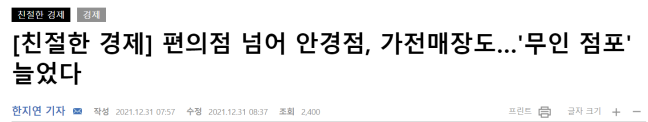 친절한 경제 경제
[친절한 경제] 편의점 넘어 안경점, 가전매장도…'무인 점포'
늘었다
한지연 기자 작성 2021.12.31 07:57 수정 2021.12.31 08:37 조회 2,400 프린트 글자 크기